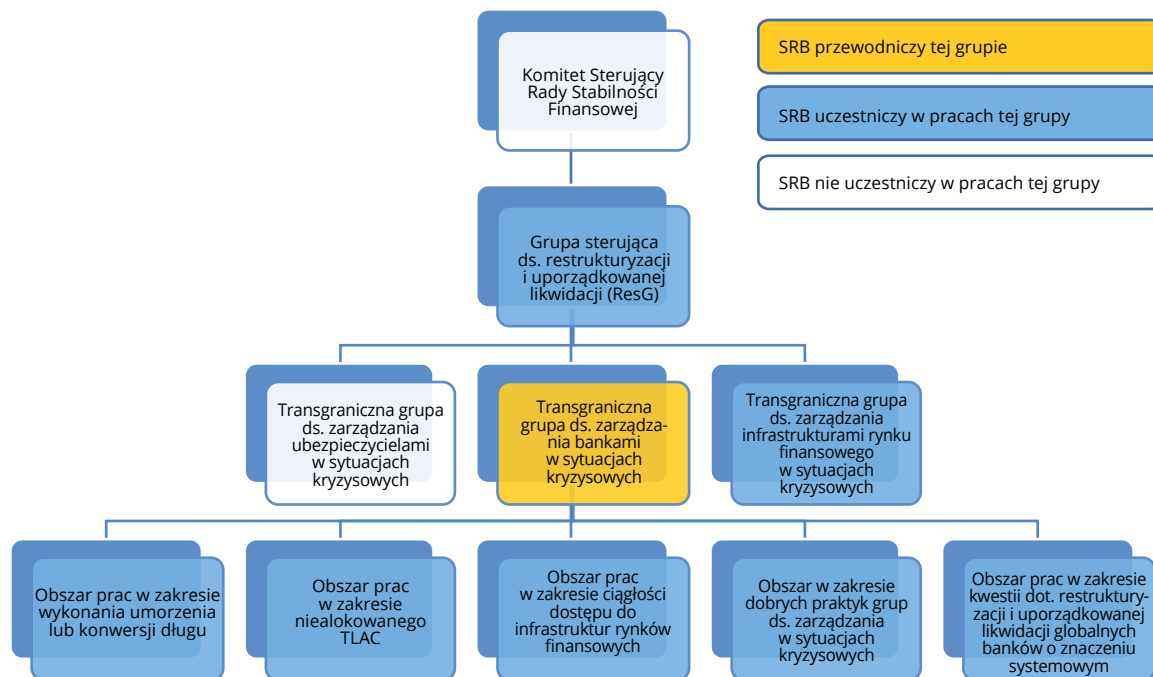 Komitet Sterujący
Rady Stabilności
Finansowej
SRB przewodniczy tej grupie
SRB uczestniczy w pracach tej grupy
SRB nie uczestniczy w pracach tej grupy
Grupa sterująca
ds. restrukturyzacji
i uporządkowanej
likwidacji (ResG)
Transgraniczna grupa
ds. zarządzania
ubezpieczycielami
w sytuacjach
kryzysowych
Transgraniczna
grupa ds. zarządza-
nia bankami
w sytuacjach
kryzysowych
Transgraniczna grupa
ds. zarządzania
infrastrukturami rynku
finansowego
w sytuacjach
kryzysowych
Obszar prac w zakresie
wykonania umorzenia
lub konwersji długu
Obszar prac
w zakresie
niealokowanego
TLAC
Obszar prac
w zakresie ciągłości
dostępu do
infrastruktur rynków
finansowych
Obszar w zakresie
dobrych praktyk grup
ds. zarządzania
w sytuacjach
kryzysowych
Obszar prac w zakresie
kwestii dot. restruktury-
zacji i uporządkowanej
likwidacji globalnych
banków o znaczeniu
systemowym